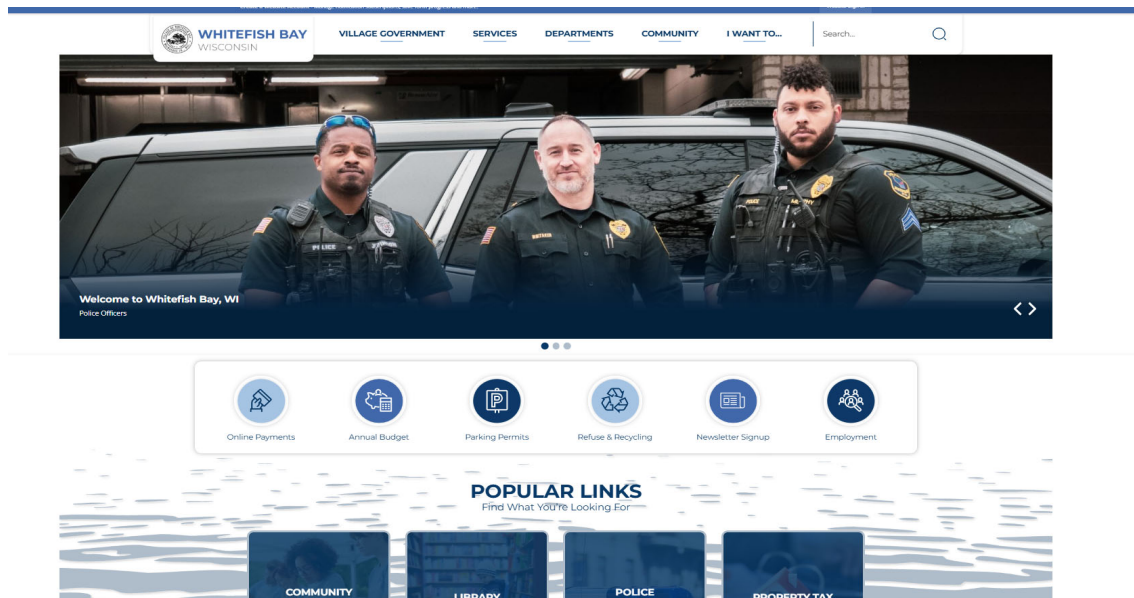 WHITEFISH BAY
WISCONSIN
VILLAGE GOVERNMENT
SERVICES
DEPARTMENTS
COMMUNITY
I WANT TO...
Search...
POLICE
POLICE
Welcome to Whitefish Bay, WI
Police Officers
Online Payments
Annual Budget
Parking Permits
Refuse & Recycling
Newsletter Signup
Employment
POPULAR LINKS
Find What You're Looking For
COMMUNITY
LIBRARY
POLICE
PROPERTY TAX